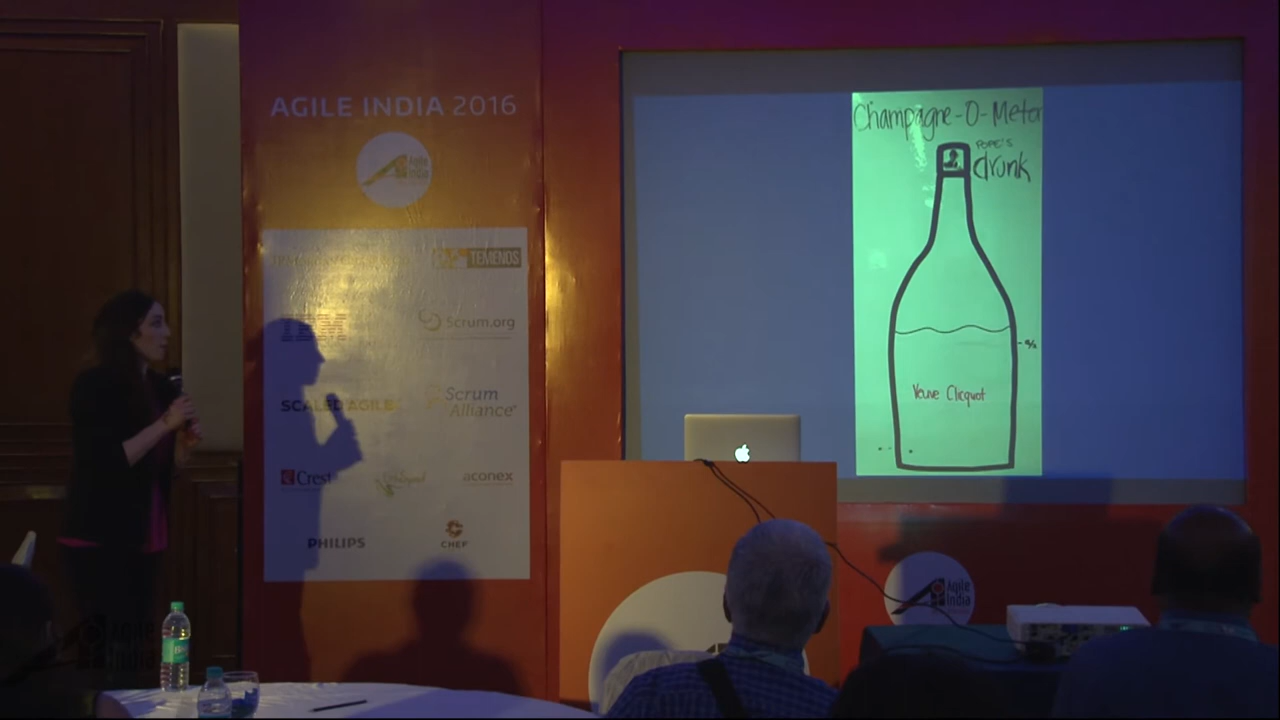 AGILE INDIA 2016
Agile
India
TEMENOS
IBM
Scrum.org
SCALED AGILE
Scrum
Alliance
Crest
aconex
PHILIPS
CHEF
Champagne-O-Meter
POPE'S
drunk
Veuve Clicquot
Agile
India